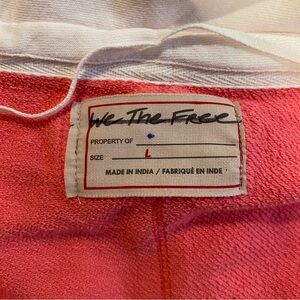 We The Free
PROPERTY OF
SIZE L
MADE IN INDIA / FABRIQUÉ EN INDE